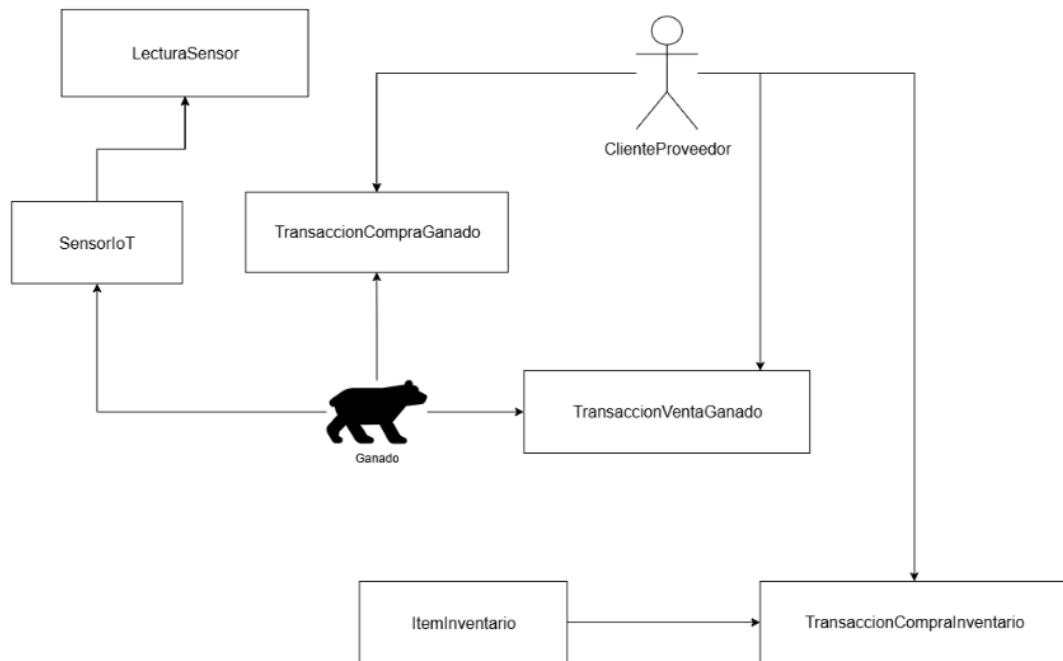 LecturaSensor
ClienteProveedor
TransaccionCompraGanado
SensorIoT
TransaccionVentaGanado
Ganado
ItemInventario
TransaccionCompraInventario